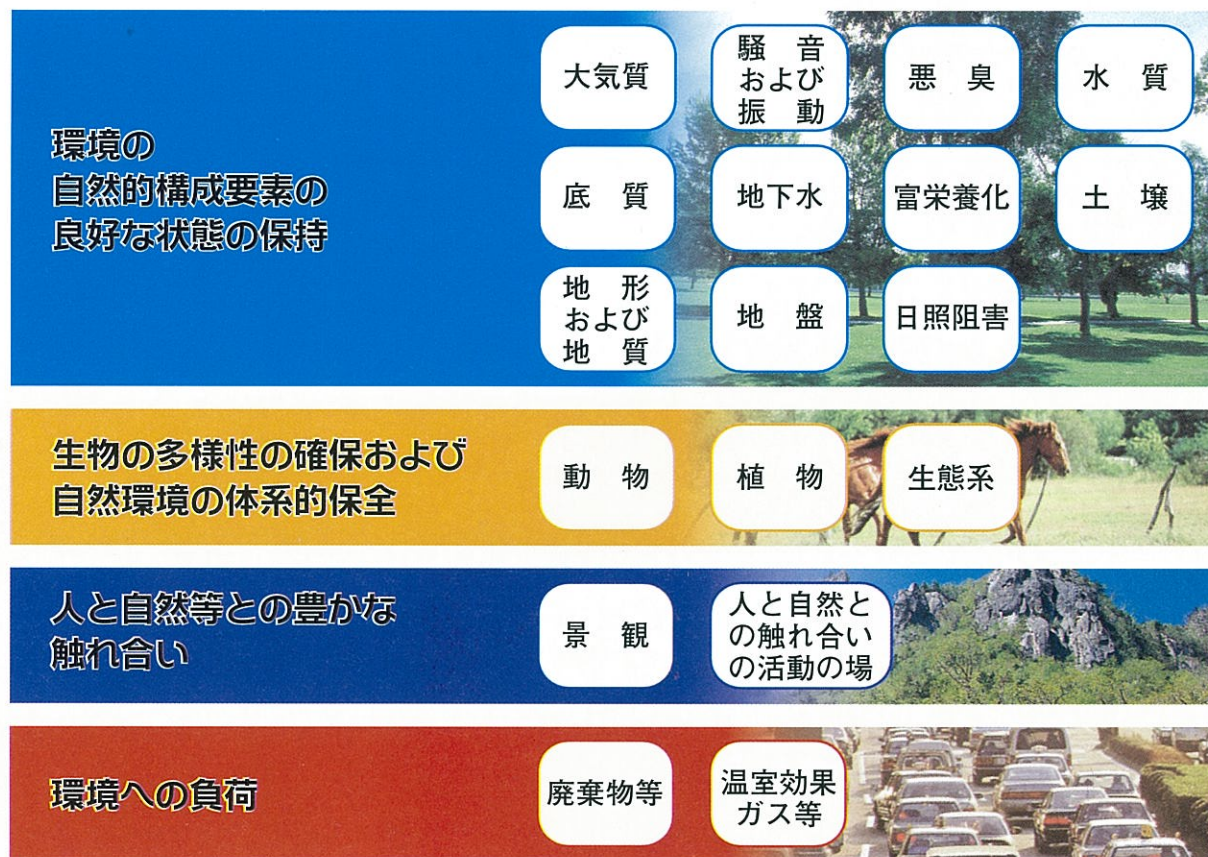 環境の
自然的構成要素の
良好な状態の保持
大気質
騒音
および
振動
悪臭
水質
底質
地下水
富栄養化
土壌
地形
および
地質
地盤
日照阻害
生物の多様性の確保および
自然環境の体系的保全
動物
植物
生態系
人と自然等との豊かな
触れ合い
景観
人と自然と
の触れ合い
の活動の場
環境への負荷
廃棄物等
温室効果
ガス等